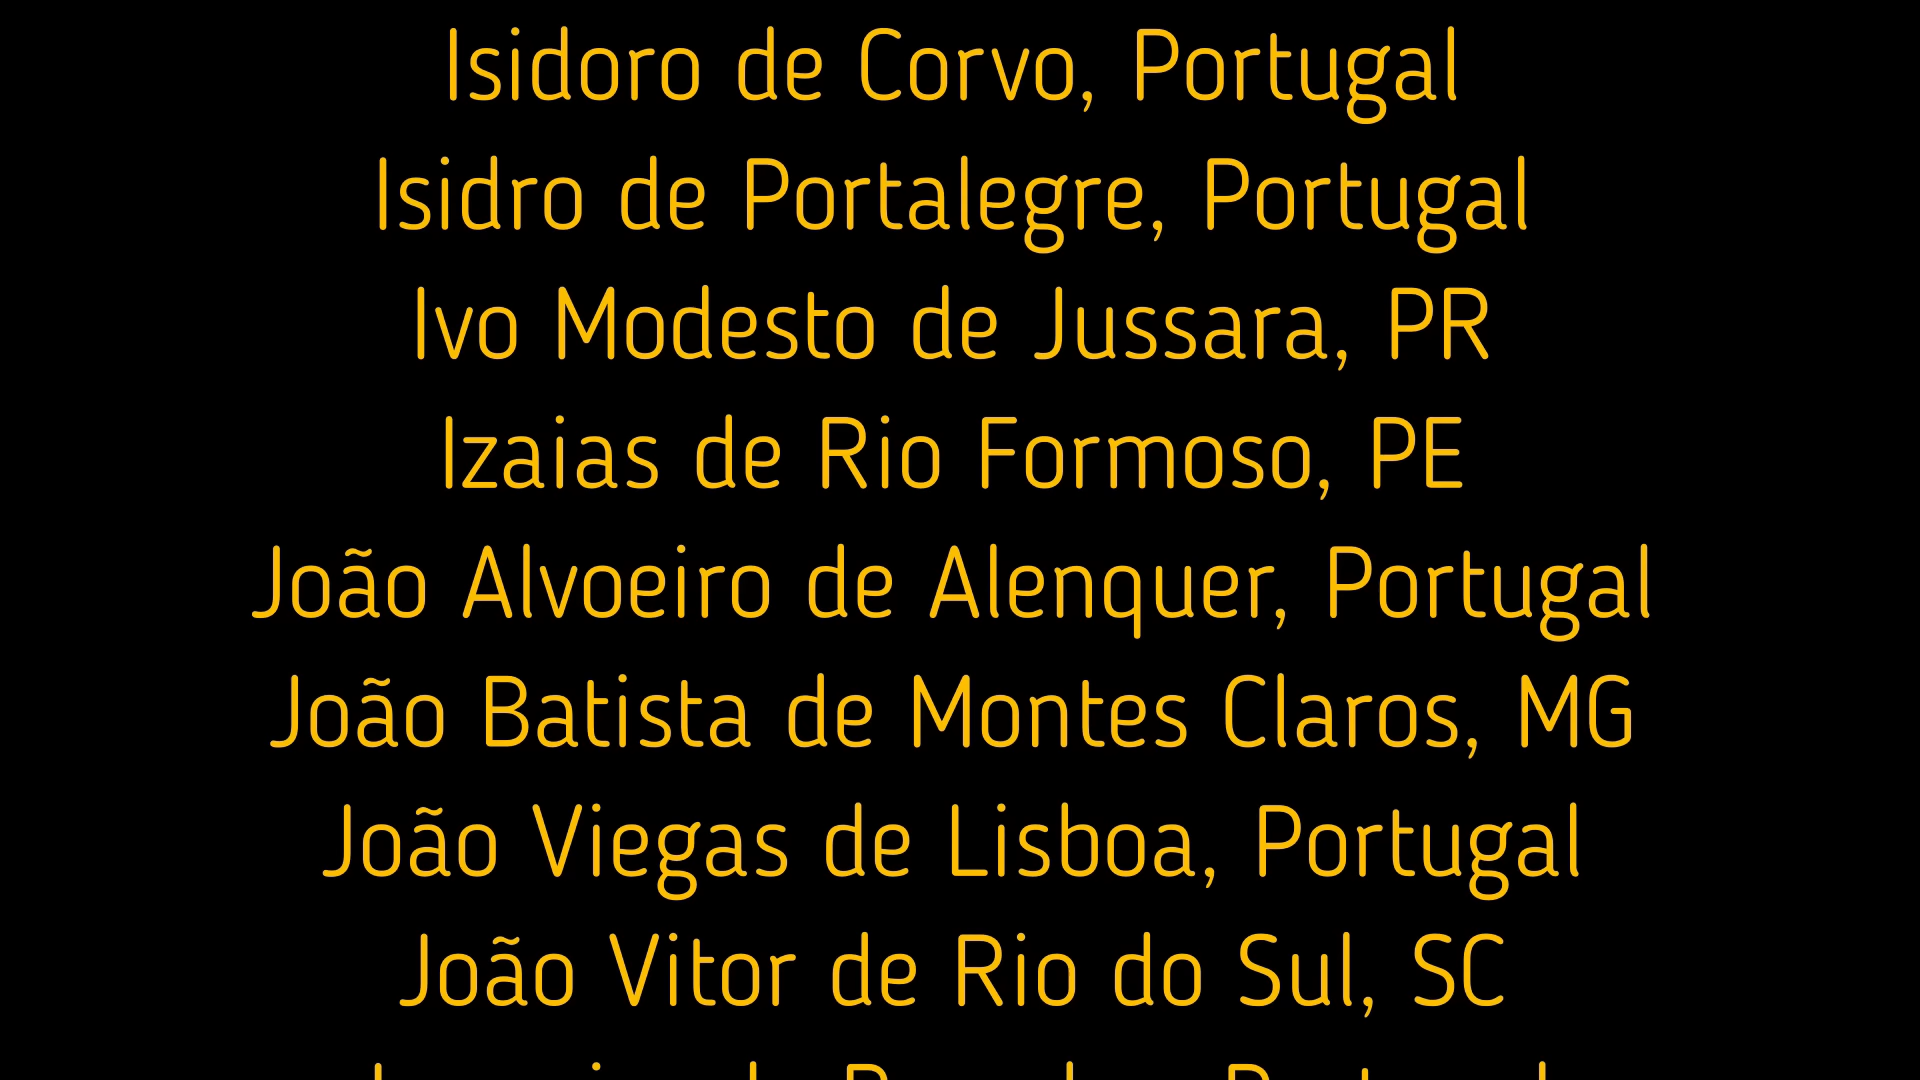 Isidoro de Corvo, Portugal
Isidro de Portalegre, Portugal
Ivo Modesto de Jussara, PR
Izaias de Rio Formoso, PE
João Alvoeiro de Alenquer, Portugal
João Batista de Montes Claros, MG
João Viegas de Lisboa, Portugal
João Vitor de Rio do Sul, SC